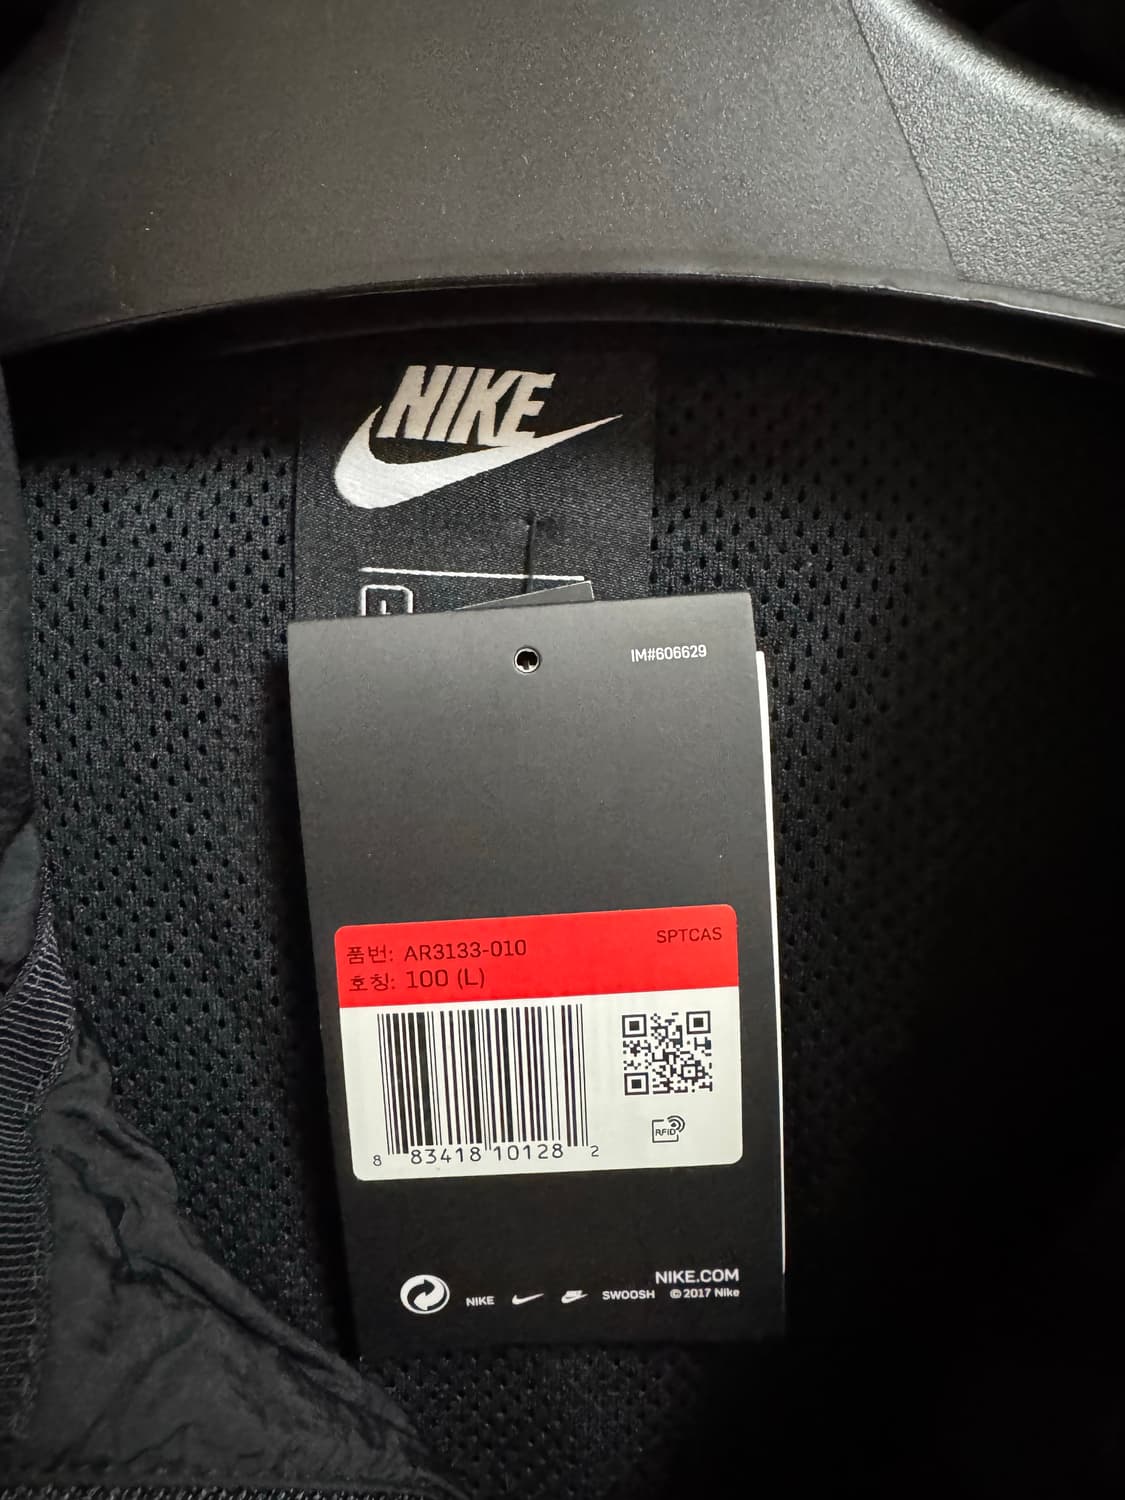 NIKE
L
IM#606629
품번: AR3133-010
SPTCAS
호칭: 100 (L)
RFID
8 83418 10128 2
NIKE.COM
NIKE NIKE SWOOSH © 2017 Nike